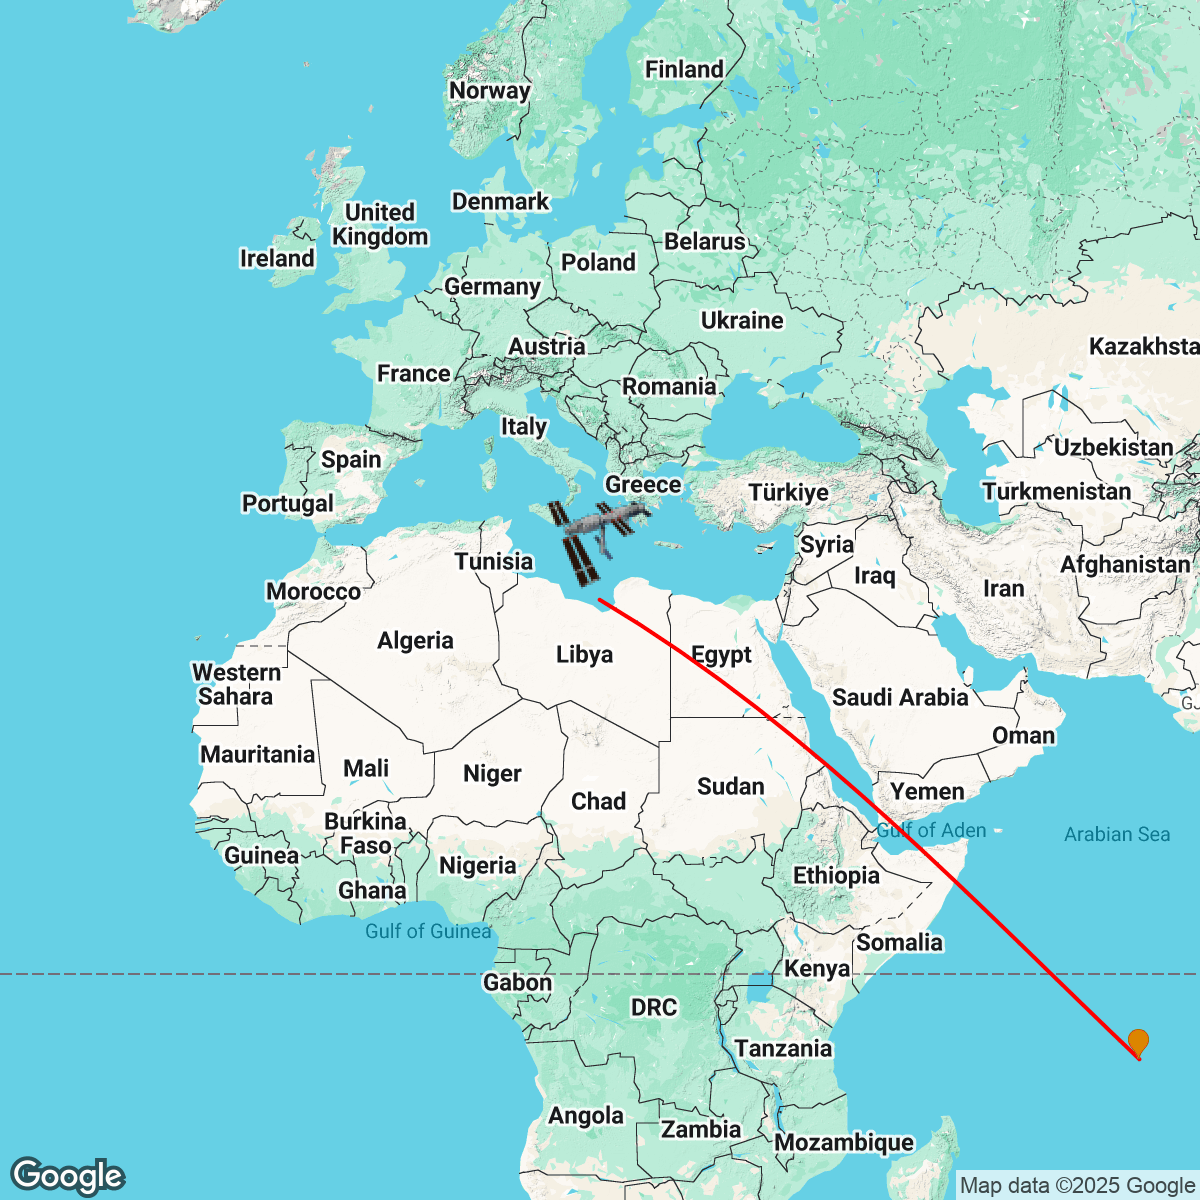 Finland
Norway
Denmark
United
Kingdom
Ireland
Belarus
Poland
Germany
Ukraine
Austria
Kazakhsta
France
Romania
Italy
Uzbekistan
Spain
Greece
Türkiye
Turkmenistan
Portugal
Syria
Tunisia
Iraq
Afghanistan
Iran
Morocco
Algeria
Libya
Egypt
Western
Sahara
Saudi Arabia
GJ
Oman
Mauritania
Mali
Niger
Sudan
Yemen
Chad
Burkina
Faso
Gulf of Aden
Arabian Sea
Guinea
Nigeria
Ethiopia
Ghana
Gulf of Guinea
Somalia
Kenya
Gabon
DRC
Tanzania
Angola
Zambia
Mozambique
Google
Map data ©2025 Google